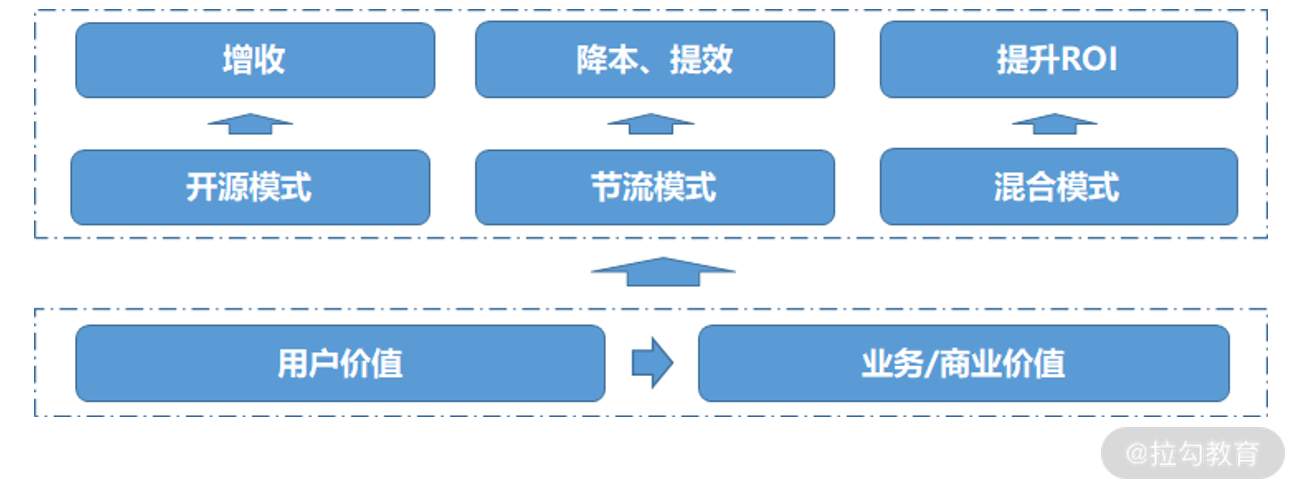 增收
降本、提效
提升ROI
开源模式
节流模式
混合模式
用户价值
业务/商业价值
@拉勾教育